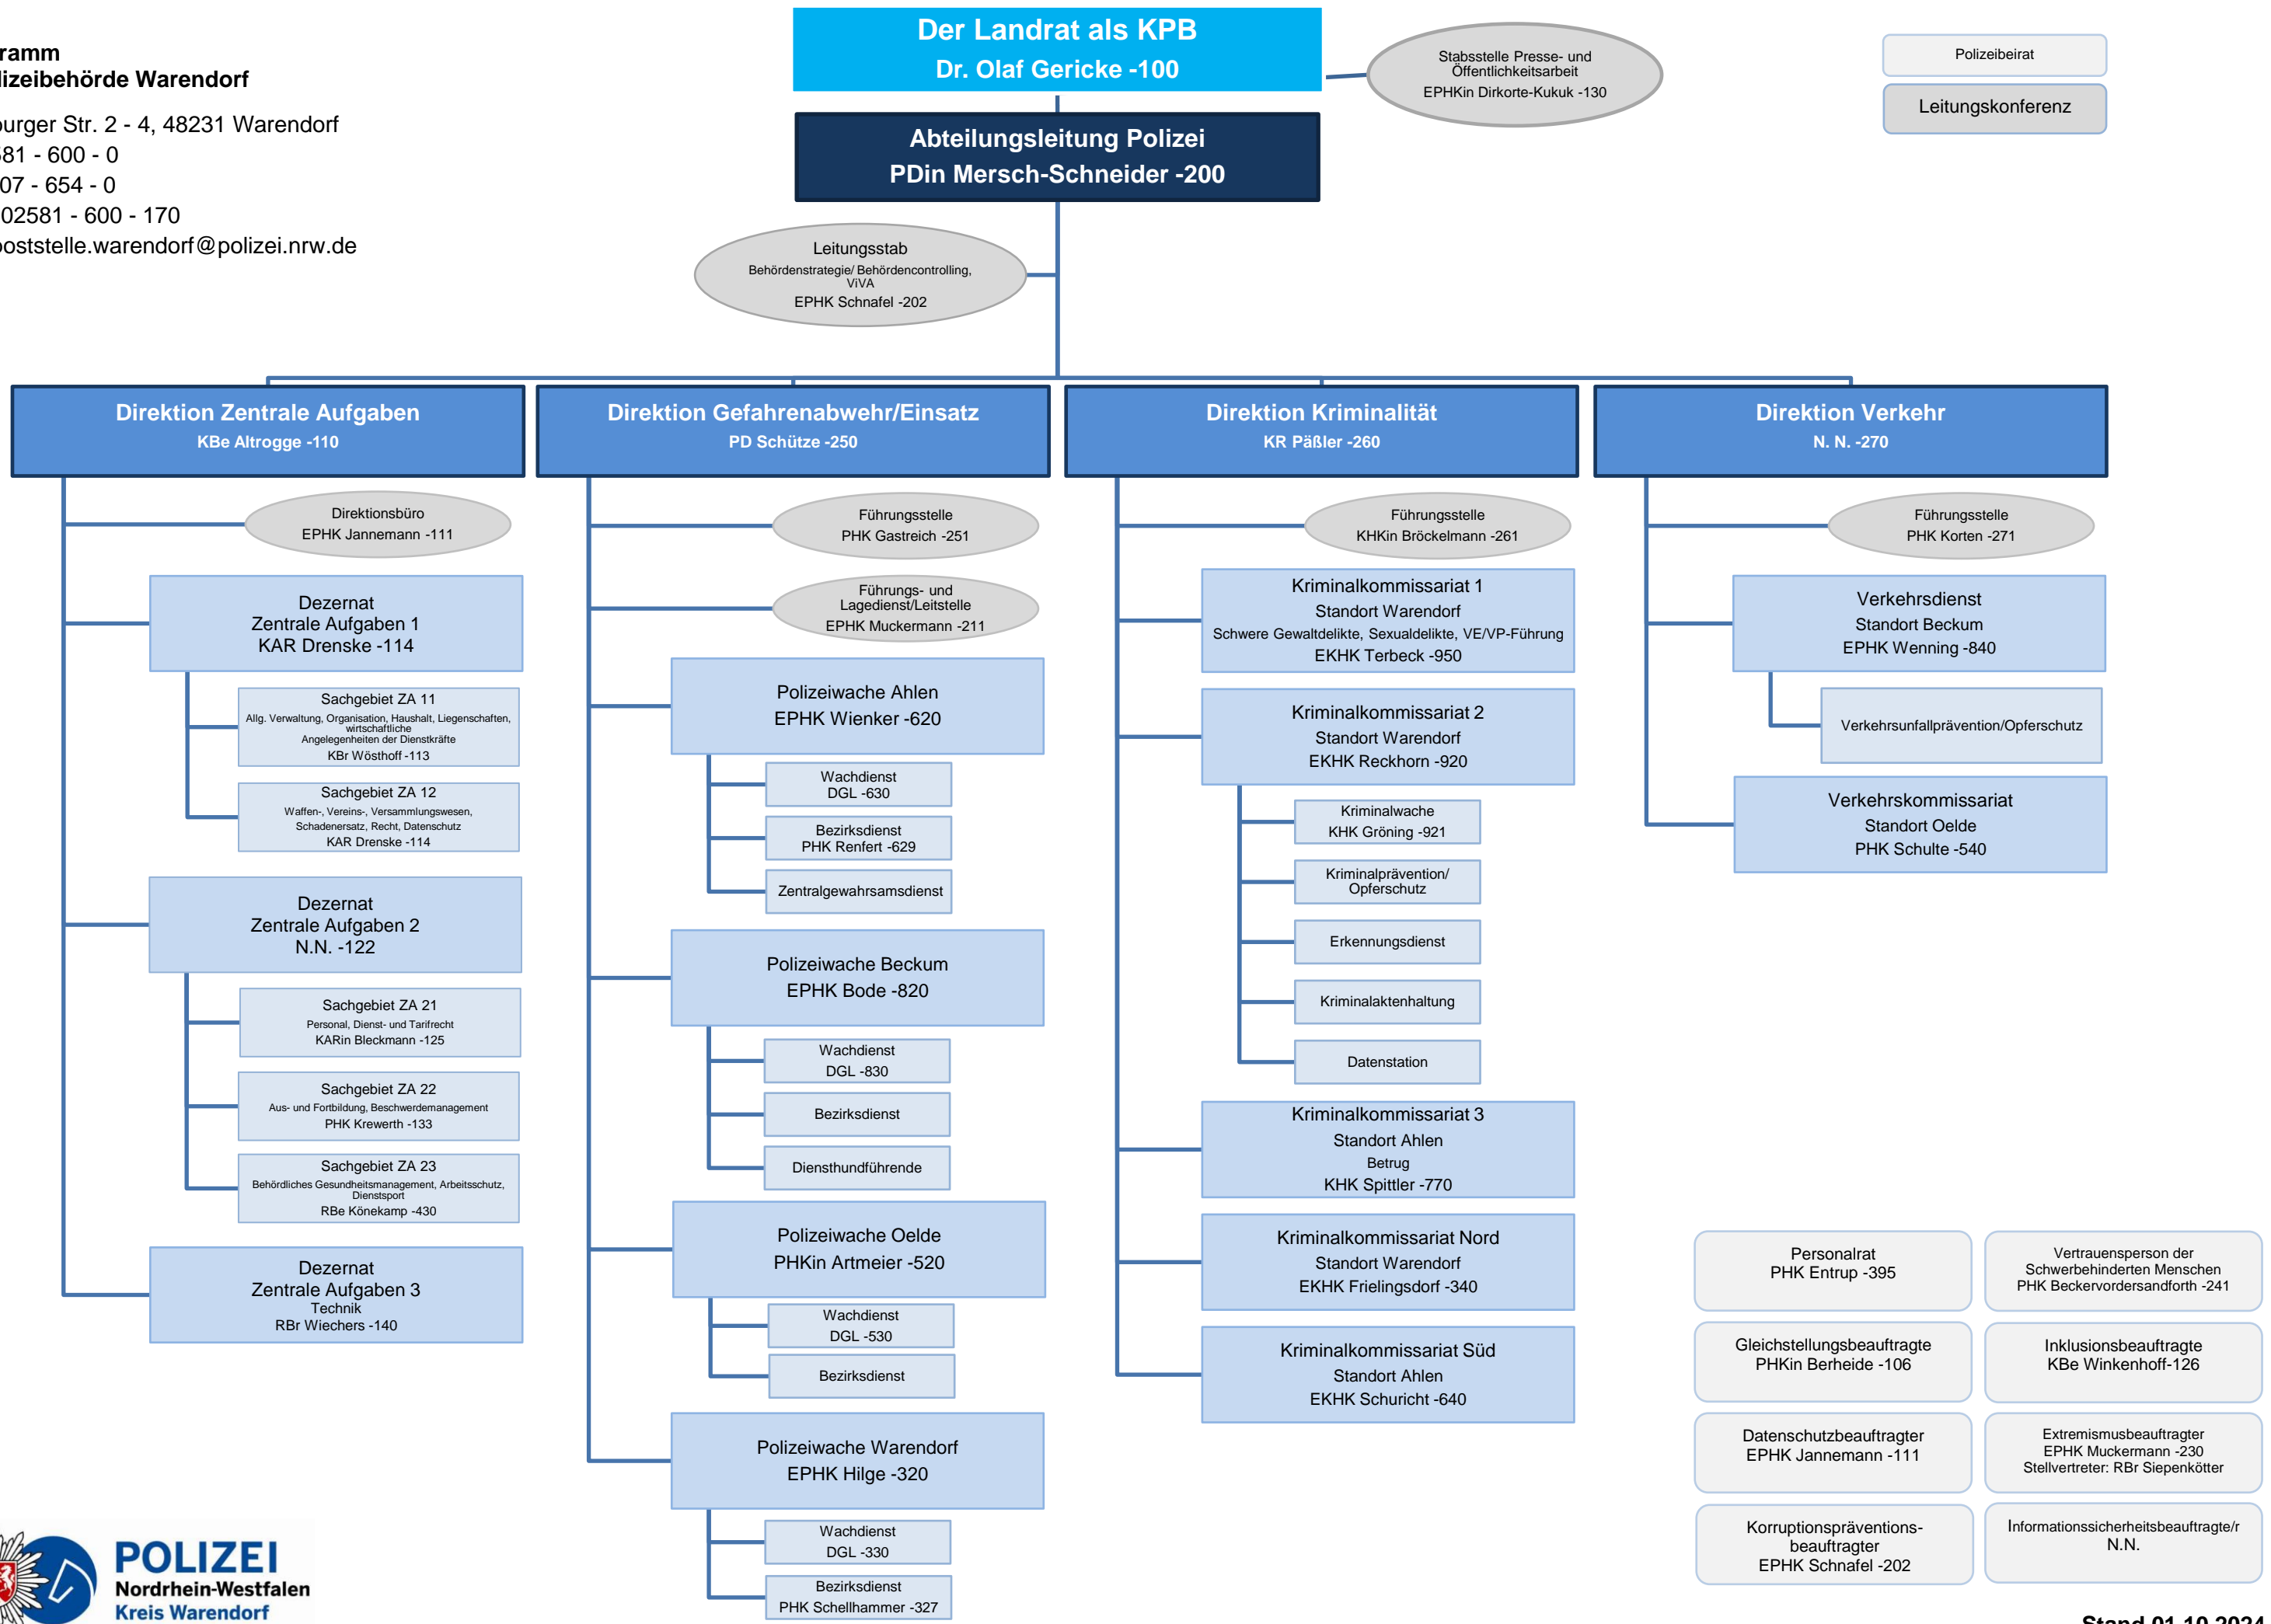 ramm
lizeibehörde Warendorf
burger Str. 2 - 4, 48231 Warendorf
581 - 600 - 0
07 - 654 - 0
02581 - 600 - 170
poststelle.warendorf@polizei.nrw.de
Der Landrat als KPB
Dr. Olaf Gericke -100
Stabsstelle Presse- und
Öffentlichkeitsarbeit
EPHKin Dirkorte-Kukuk -130
Polizeibeirat
Leitungskonferenz
Abteilungsleitung Polizei
PDin Mersch-Schneider -200
Leitungsstab
Behördenstrategie/ Behördencontrolling,
ViVA
EPHK Schnafel -202
Direktion Zentrale Aufgaben
KBe Altrogge -110
Direktionsbüro
EPHK Jannemann -111
Dezernat
Zentrale Aufgaben 1
KAR Drenske -114
Sachgebiet ZA 11
Allg. Verwaltung, Organisation, Haushalt, Liegenschaften,
wirtschaftliche
Angelegenheiten der Dienstkräfte
KBr Wösthoff -113
Sachgebiet ZA 12
Waffen-, Vereins-, Versammlungswesen,
Schadenersatz, Recht, Datenschutz
KAR Drenske -114
Dezernat
Zentrale Aufgaben 2
N.N. -122
Sachgebiet ZA 21
Personal, Dienst- und Tarifrecht
KARin Bleckmann -125
Sachgebiet ZA 22
Aus- und Fortbildung, Beschwerdemanagement
PHK Krewerth -133
Sachgebiet ZA 23
Behördliches Gesundheitsmanagement, Arbeitsschutz,
Dienstsport
RBe Könekamp -430
Dezernat
Zentrale Aufgaben 3
Technik
RBr Wiechers -140
Direktion Gefahrenabwehr/Einsatz
PD Schütze -250
Führungsstelle
PHK Gastreich -251
Führungs- und
Lagedienst/Leitstelle
EPHK Muckermann -211
Polizeiwache Ahlen
EPHK Wienker -620
Wachdienst
DGL -630
Bezirksdienst
PHK Renfert -629
Zentralgewahrsamsdienst
Polizeiwache Beckum
EPHK Bode -820
Wachdienst
DGL -830
Bezirksdienst
Diensthundführende
Polizeiwache Oelde
PHKin Artmeier -520
Wachdienst
DGL -530
Bezirksdienst
Polizeiwache Warendorf
EPHK Hilge -320
Wachdienst
DGL -330
Bezirksdienst
PHK Schellhammer -327
Direktion Kriminalität
KR Päßler -260
Führungsstelle
KHKin Bröckelmann -261
Kriminalkommissariat 1
Standort Warendorf
Schwere Gewaltdelikte, Sexualdelikte, VE/VP-Führung
EKHK Terbeck -950
Kriminalkommissariat 2
Standort Warendorf
EKHK Reckhorn -920
Kriminalwache
KHK Gröning -921
Kriminalprävention/
Opferschutz
Erkennungsdienst
Kriminalaktenhaltung
Datenstation
Kriminalkommissariat 3
Standort Ahlen
Betrug
KHK Spittler -770
Kriminalkommissariat Nord
Standort Warendorf
EKHK Frielingsdorf -340
Kriminalkommissariat Süd
Standort Ahlen
EKHK Schuricht -640
Direktion Verkehr
N. N. -270
Führungsstelle
PHK Korten -271
Verkehrsdienst
Standort Beckum
EPHK Wenning -840
Verkehrsunfallprävention/Opferschutz
Verkehrskommissariat
Standort Oelde
PHK Schulte -540
Personalrat
PHK Entrup -395
Vertrauensperson der
Schwerbehinderten Menschen
PHK Beckervordersandforth -241
Gleichstellungsbeauftragte
PHKin Berheide -106
Inklusionsbeauftragte
KBe Winkenhoff-126
Datenschutzbeauftragter
EPHK Jannemann -111
Extremismusbeauftragter
EPHK Muckermann -230
Stellvertreter: RBr Siepenkötter
Korruptionspräventions-
beauftragter
EPHK Schnafel -202
Informationssicherheitsbeauftragte/r
N.N.
POLIZEI
Nordrhein-Westfalen
Kreis Warendorf
Stand 01.10.2024